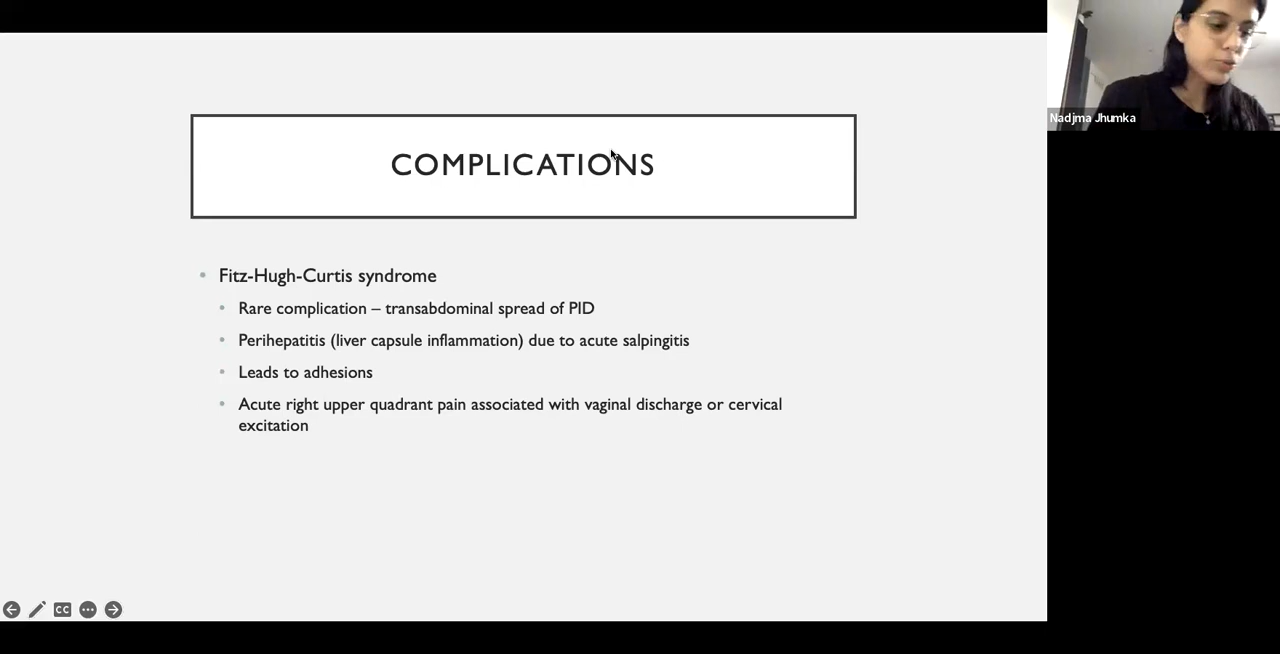 COMPLICATIONS
Fitz-Hugh-Curtis syndrome
Rare complication – transabdominal spread of PID
Perihepatitis (liver capsule inflammation) due to acute salpingitis
Leads to adhesions
Acute right upper quadrant pain associated with vaginal discharge or cervical
excitation
Nadjma Jhumka
CC